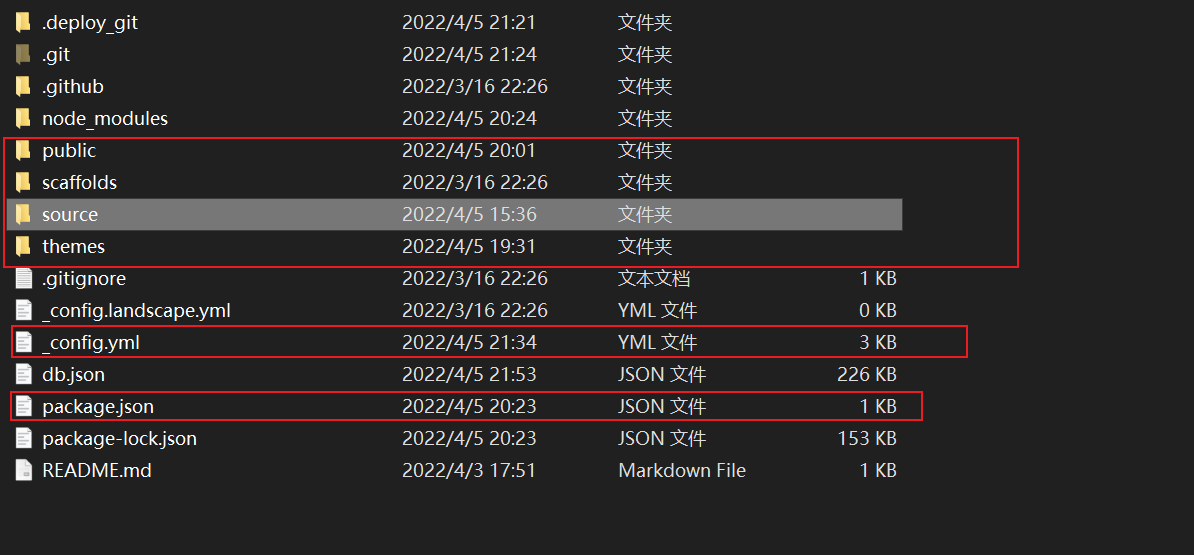 .deploy_git 2022/4/5 21:21 文件夹
.git 2022/4/5 21:24 文件夹
.github 2022/3/16 22:26 文件夹
node_modules 2022/4/5 20:24 文件夹
public 2022/4/5 20:01 文件夹
scaffolds 2022/3/16 22:26 文件夹
source 2022/4/5 15:36 文件夹
themes 2022/4/5 19:31 文件夹
.gitignore 2022/3/16 22:26 文本文档 1 KB
_config.landscape.yml 2022/3/16 22:26 YML 文件 0 KB
_config.yml 2022/4/5 21:34 YML 文件 3 KB
db.json 2022/4/5 21:53 JSON 文件 226 KB
package.json 2022/4/5 20:23 JSON 文件 1 KB
package-lock.json 2022/4/5 20:23 JSON 文件 153 KB
README.md 2022/4/3 17:51 Markdown File 1 KB